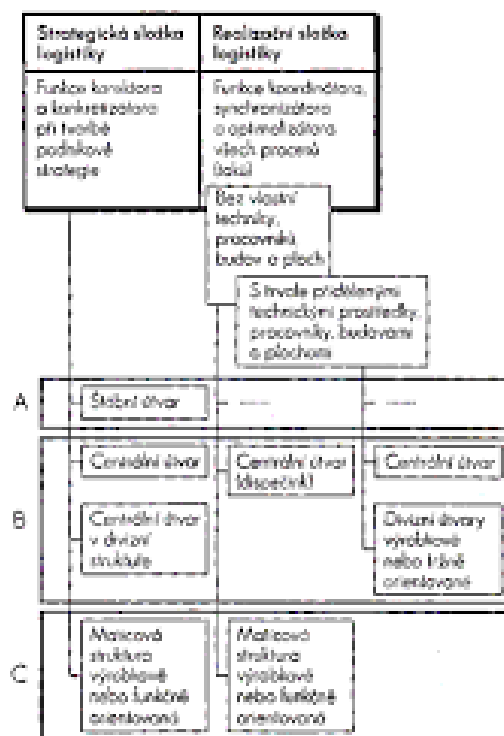 Strategická složka
logistiky
Funkce korektora
a konkretizátora
při tvorbě
podnikové
strategie
Realizační složka
logistiky
Funkce koordinátora,
synchronizátora
a optimalizátora
všech procesů
(toků)
Bez vlastní
techniky,
pracovníků,
budov a ploch
S trvale přidělenými
technickými prostředky,
pracovníky, budovami
a plochami
A
Štábní útvar
B
Centrální útvar
Centrální útvar
(dispečink)
Centrální útvar
Centrální útvar
v divizní
struktuře
Divizní útvary
výrobkově
nebo tržně
orientované
C
Maticová
struktura
výrobkově
nebo funkčně
orientovaná
Maticová
struktura
výrobkově
nebo funkčně
orientovaná